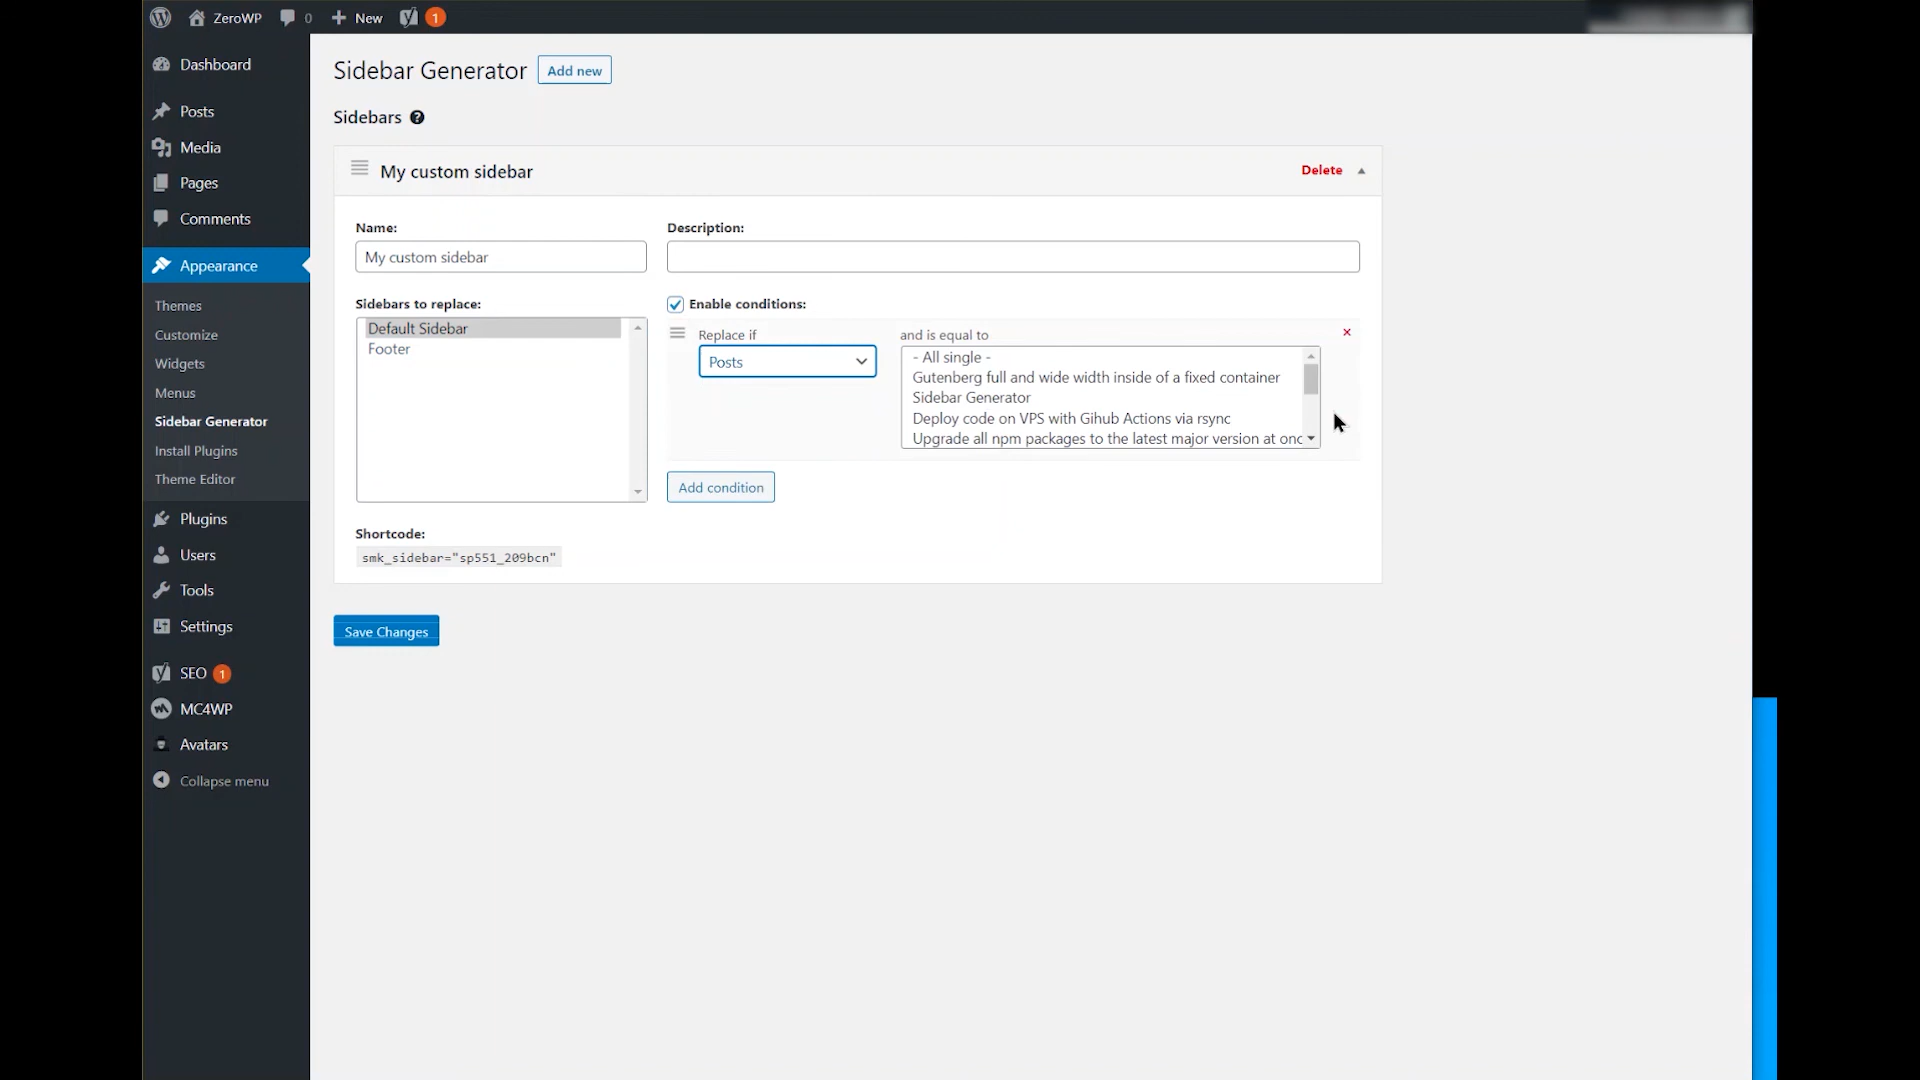 ZeroWP 0 New 1
Dashboard
Posts
Media
Pages
Comments
Appearance
Themes
Customize
Widgets
Menus
Sidebar Generator
Install Plugins
Theme Editor
Plugins
Users
Tools
Settings
SEO 1
MC4WP
Avatars
Collapse menu
Sidebar Generator Add new
Sidebars ?
My custom sidebar Delete
Name: Description:
My custom sidebar
Sidebars to replace: Enable conditions:
Default Sidebar
Footer
Replace if and is equal to
Posts
- All single -
Gutenberg full and wide width inside of a fixed container
Sidebar Generator
Deploy code on VPS with Gihub Actions via rsync
Upgrade all npm packages to the latest major version at onc
Add condition
Shortcode:
smk_sidebar="sp551_209bcn"
Save Changes